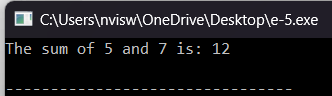 C:\Users\nvisw\OneDrive\Desktop\e-5.exe
The sum of 5 and 7 is: 12
--------------------------------